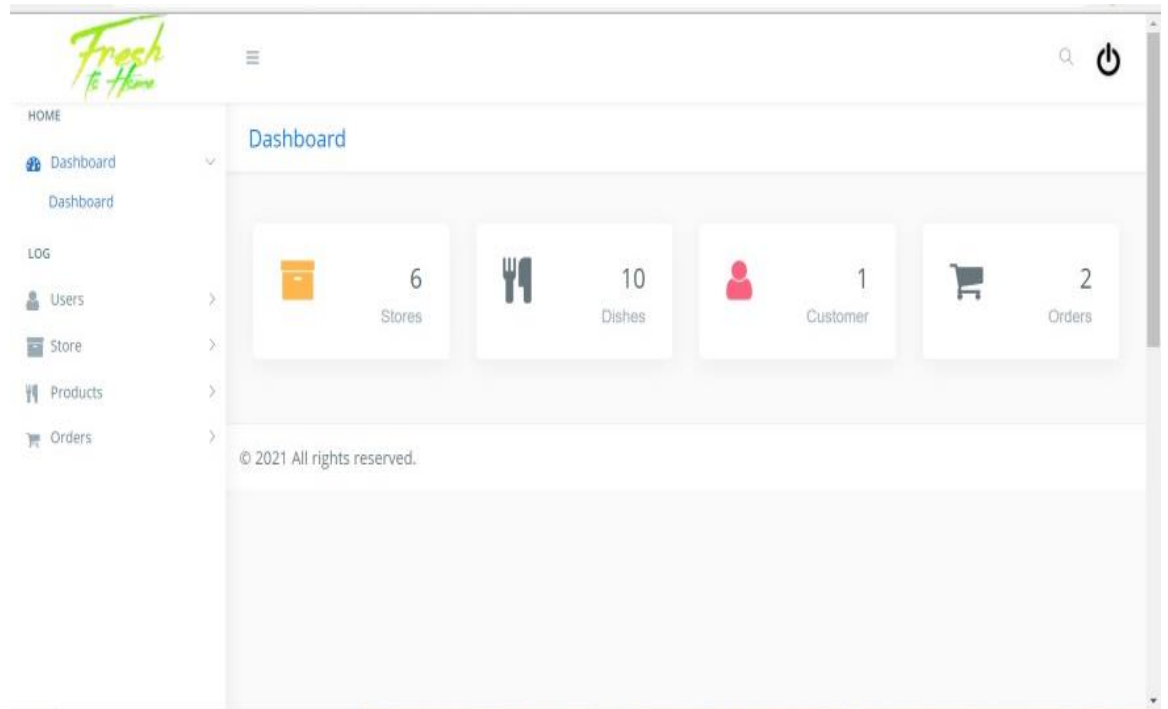 Fresh
To Home
HOME
Dashboard
Dashboard
LOG
Users
Store
Products
Orders
Dashboard
6
Stores
10
Dishes
1
Customer
2
Orders
© 2021 All rights reserved.